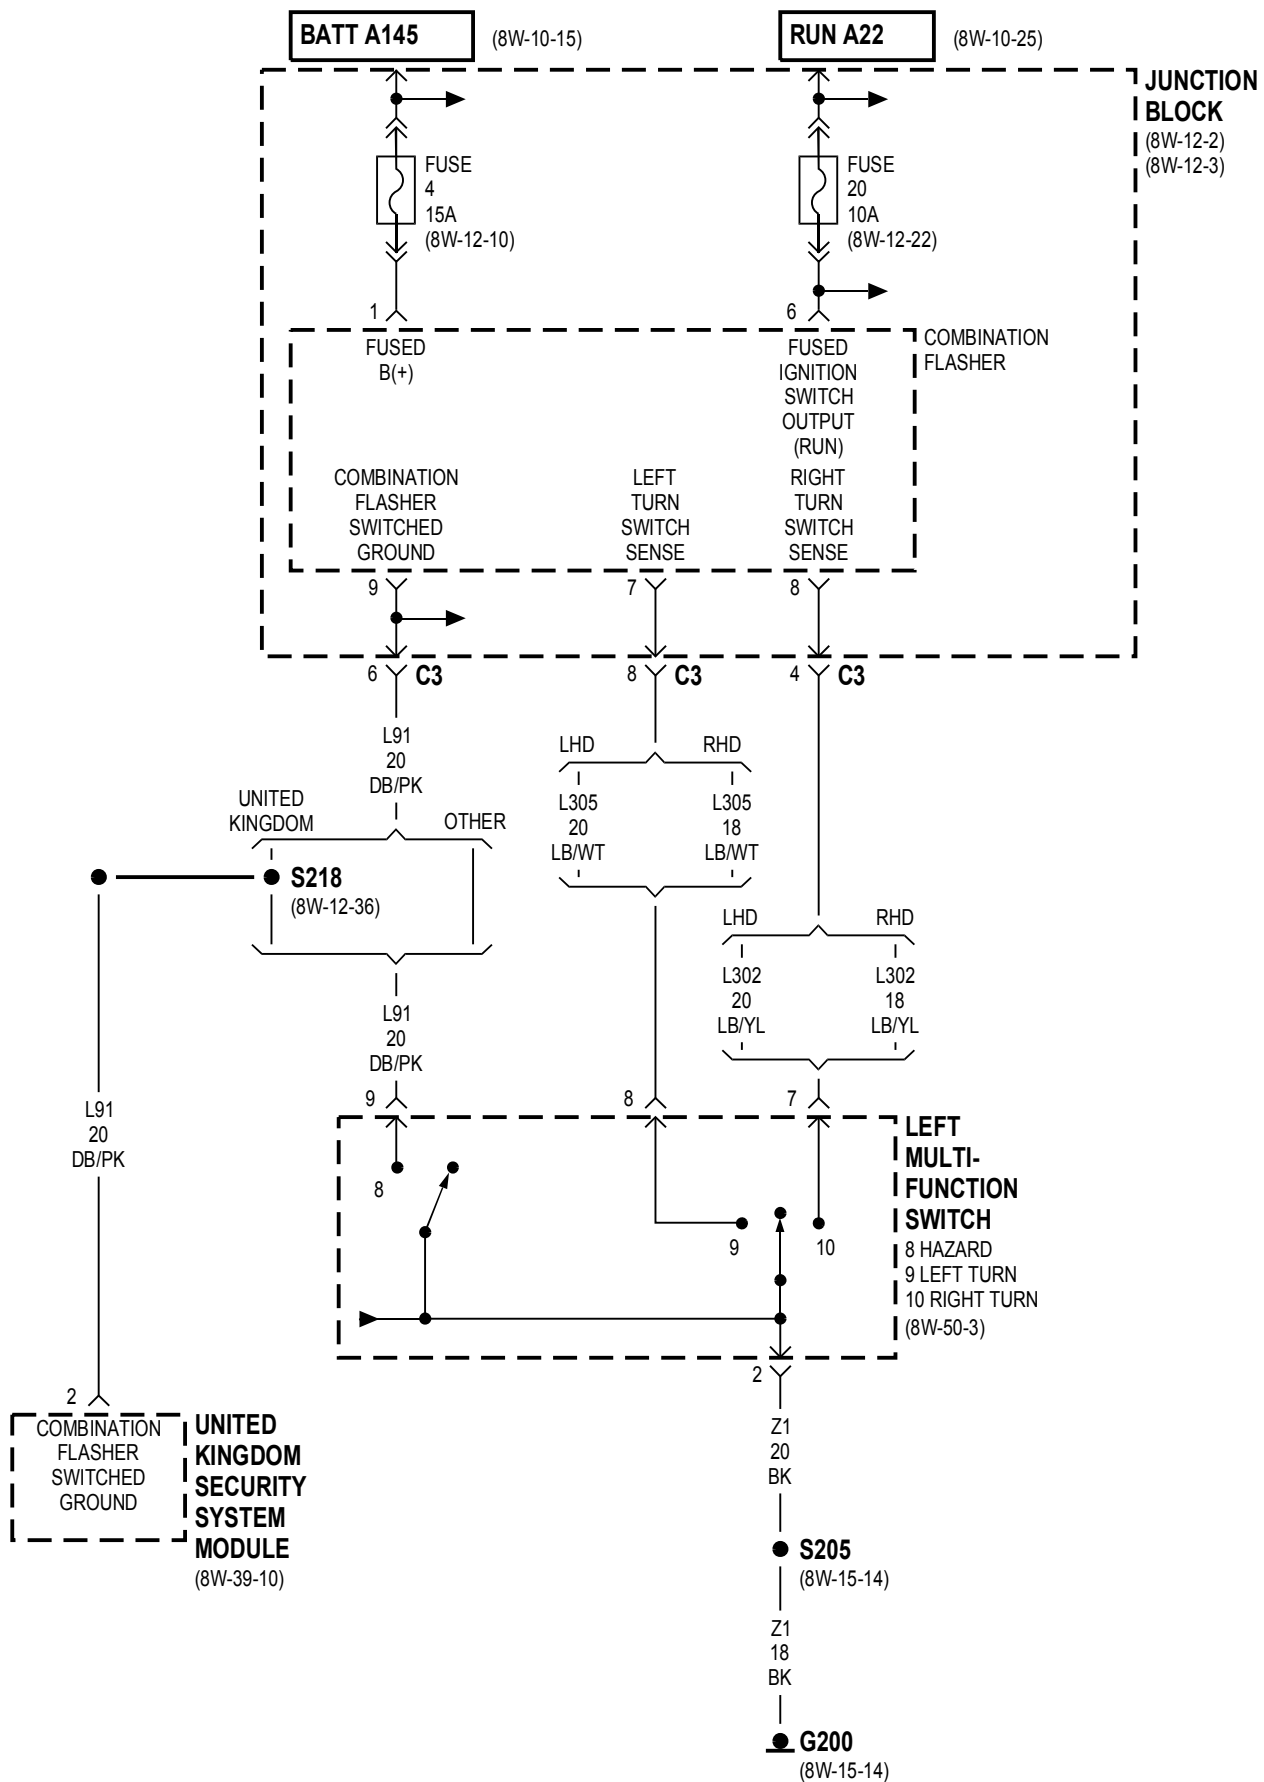 BATT A145
(8W-10-15)
RUN A22
(8W-10-25)
JUNCTION
BLOCK
(8W-12-2)
(8W-12-3)
FUSE
4
15A
(8W-12-10)
FUSE
20
10A
(8W-12-22)
1
6
COMBINATION
FLASHER
FUSED
B(+)
FUSED
IGNITION
SWITCH
OUTPUT
(RUN)
COMBINATION
FLASHER
SWITCHED
GROUND
LEFT
TURN
SWITCH
SENSE
RIGHT
TURN
SWITCH
SENSE
9
7
8
6
C3
8
C3
4
C3
L91
20
DB/PK
LHD
RHD
L305
20
LB/WT
L305
18
LB/WT
UNITED
KINGDOM
OTHER
S218
(8W-12-36)
LHD
RHD
L302
20
LB/YL
L302
18
LB/YL
L91
20
DB/PK
9
8
7
L91
20
DB/PK
LEFT
MULTI-
FUNCTION
SWITCH
8 HAZARD
9 LEFT TURN
10 RIGHT TURN
(8W-50-3)
8
9
10
2
2
COMBINATION
FLASHER
SWITCHED
GROUND
UNITED
KINGDOM
SECURITY
SYSTEM
MODULE
(8W-39-10)
Z1
20
BK
S205
(8W-15-14)
Z1
18
BK
G200
(8W-15-14)